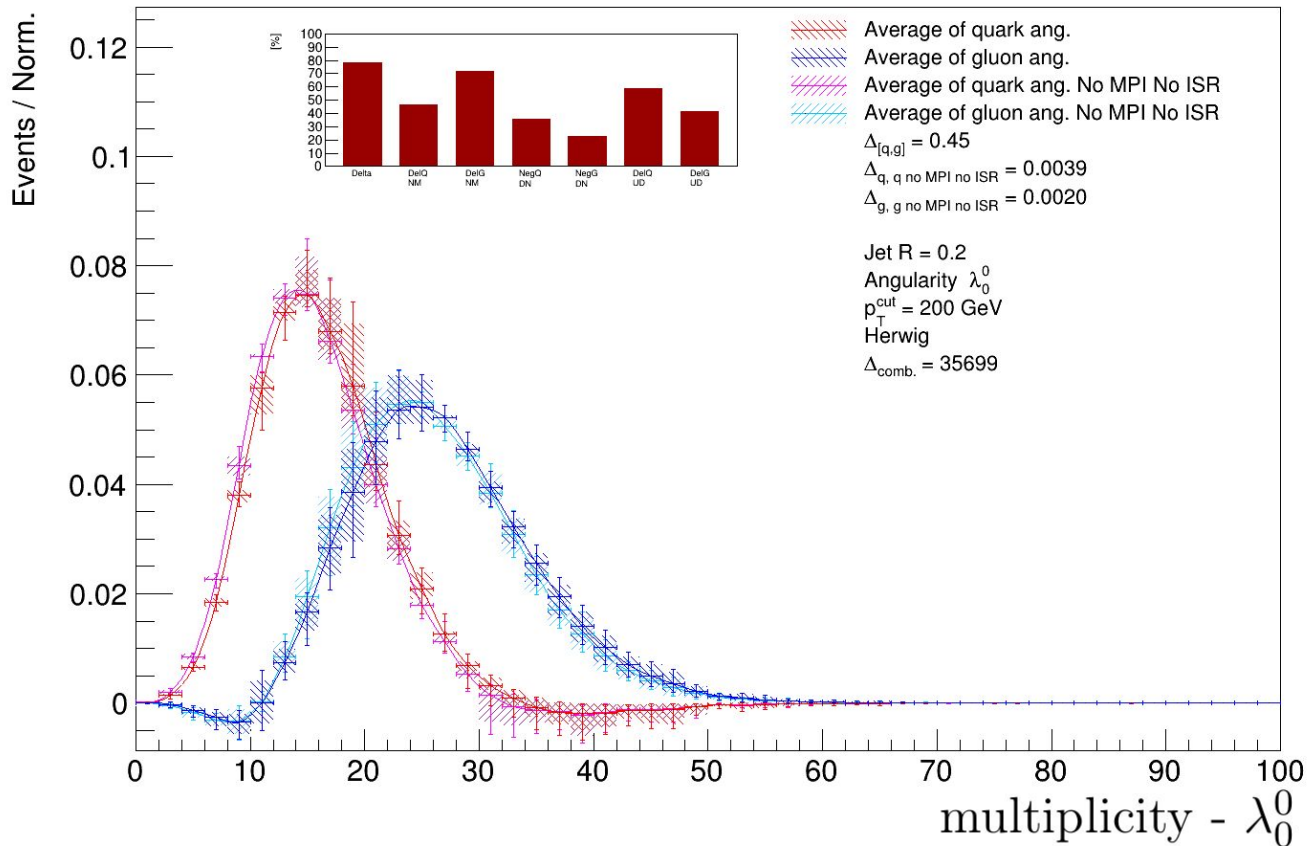 Events / Norm.
0.12
0.1
0.08
0.06
0.04
0.02
0
[%]
100
90
80
70
60
50
40
30
20
10
0
Delta
DelQ
NM
DelG
NM
NegQ
DN
NegG
DN
DelQ
UD
DelG
UD
Average of quark ang.
Average of gluon ang.
Average of quark ang. No MPI No ISR
Average of gluon ang. No MPI No ISR
Δ[q,g] = 0.45
Δq, q no MPI no ISR = 0.0039
Δg, g no MPI no ISR = 0.0020
Jet R = 0.2
Angularity λ₀⁰
p_T^cut = 200 GeV
Herwig
Δcomb. = 35699
0 10 20 30 40 50 60 70 80 90 100
multiplicity - λ₀⁰